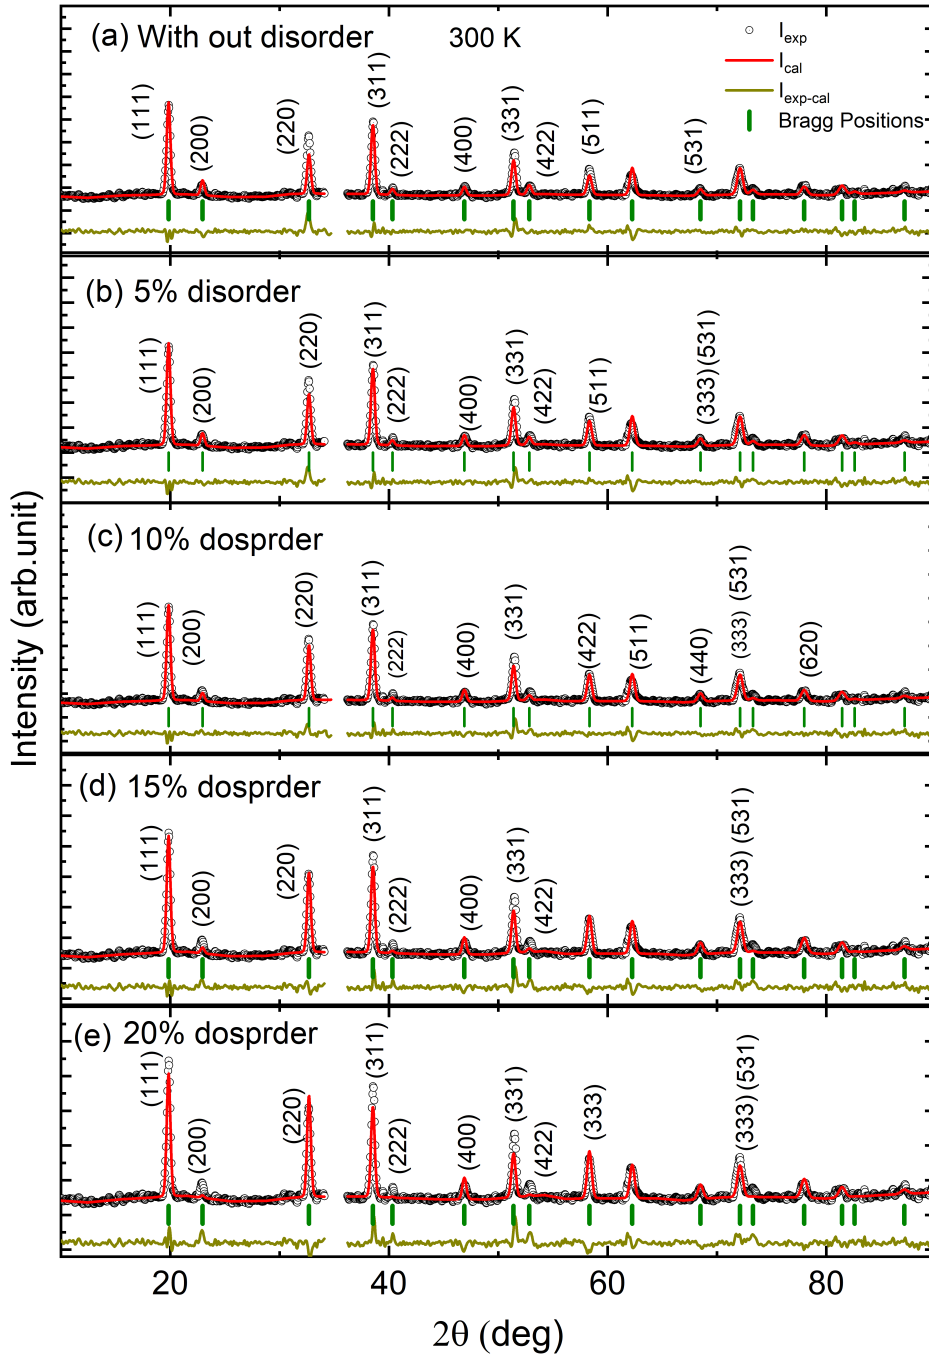 (a) With out disorder 300 K
I_exp
I_cal
I_exp-cal
Bragg Positions
(111) (200) (220) (311) (222) (400) (331) (422) (511) (531)
(b) 5% disorder
(111) (200) (220) (311) (222) (400) (331) (422) (511) (333) (531)
(c) 10% dosprder
(111) (200) (220) (311) (222) (400) (331) (422) (511) (440) (333) (531) (620)
(d) 15% dosprder
(111) (200) (220) (311) (222) (400) (331) (422) (333) (531)
(e) 20% dosprder
(111) (200) (220) (311) (222) (400) (331) (422) (333) (333) (531)
20 40 60 80
2θ (deg)
Intensity (arb.unit)